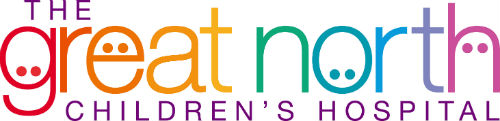 THE
great north
CHILDREN'S HOSPITAL